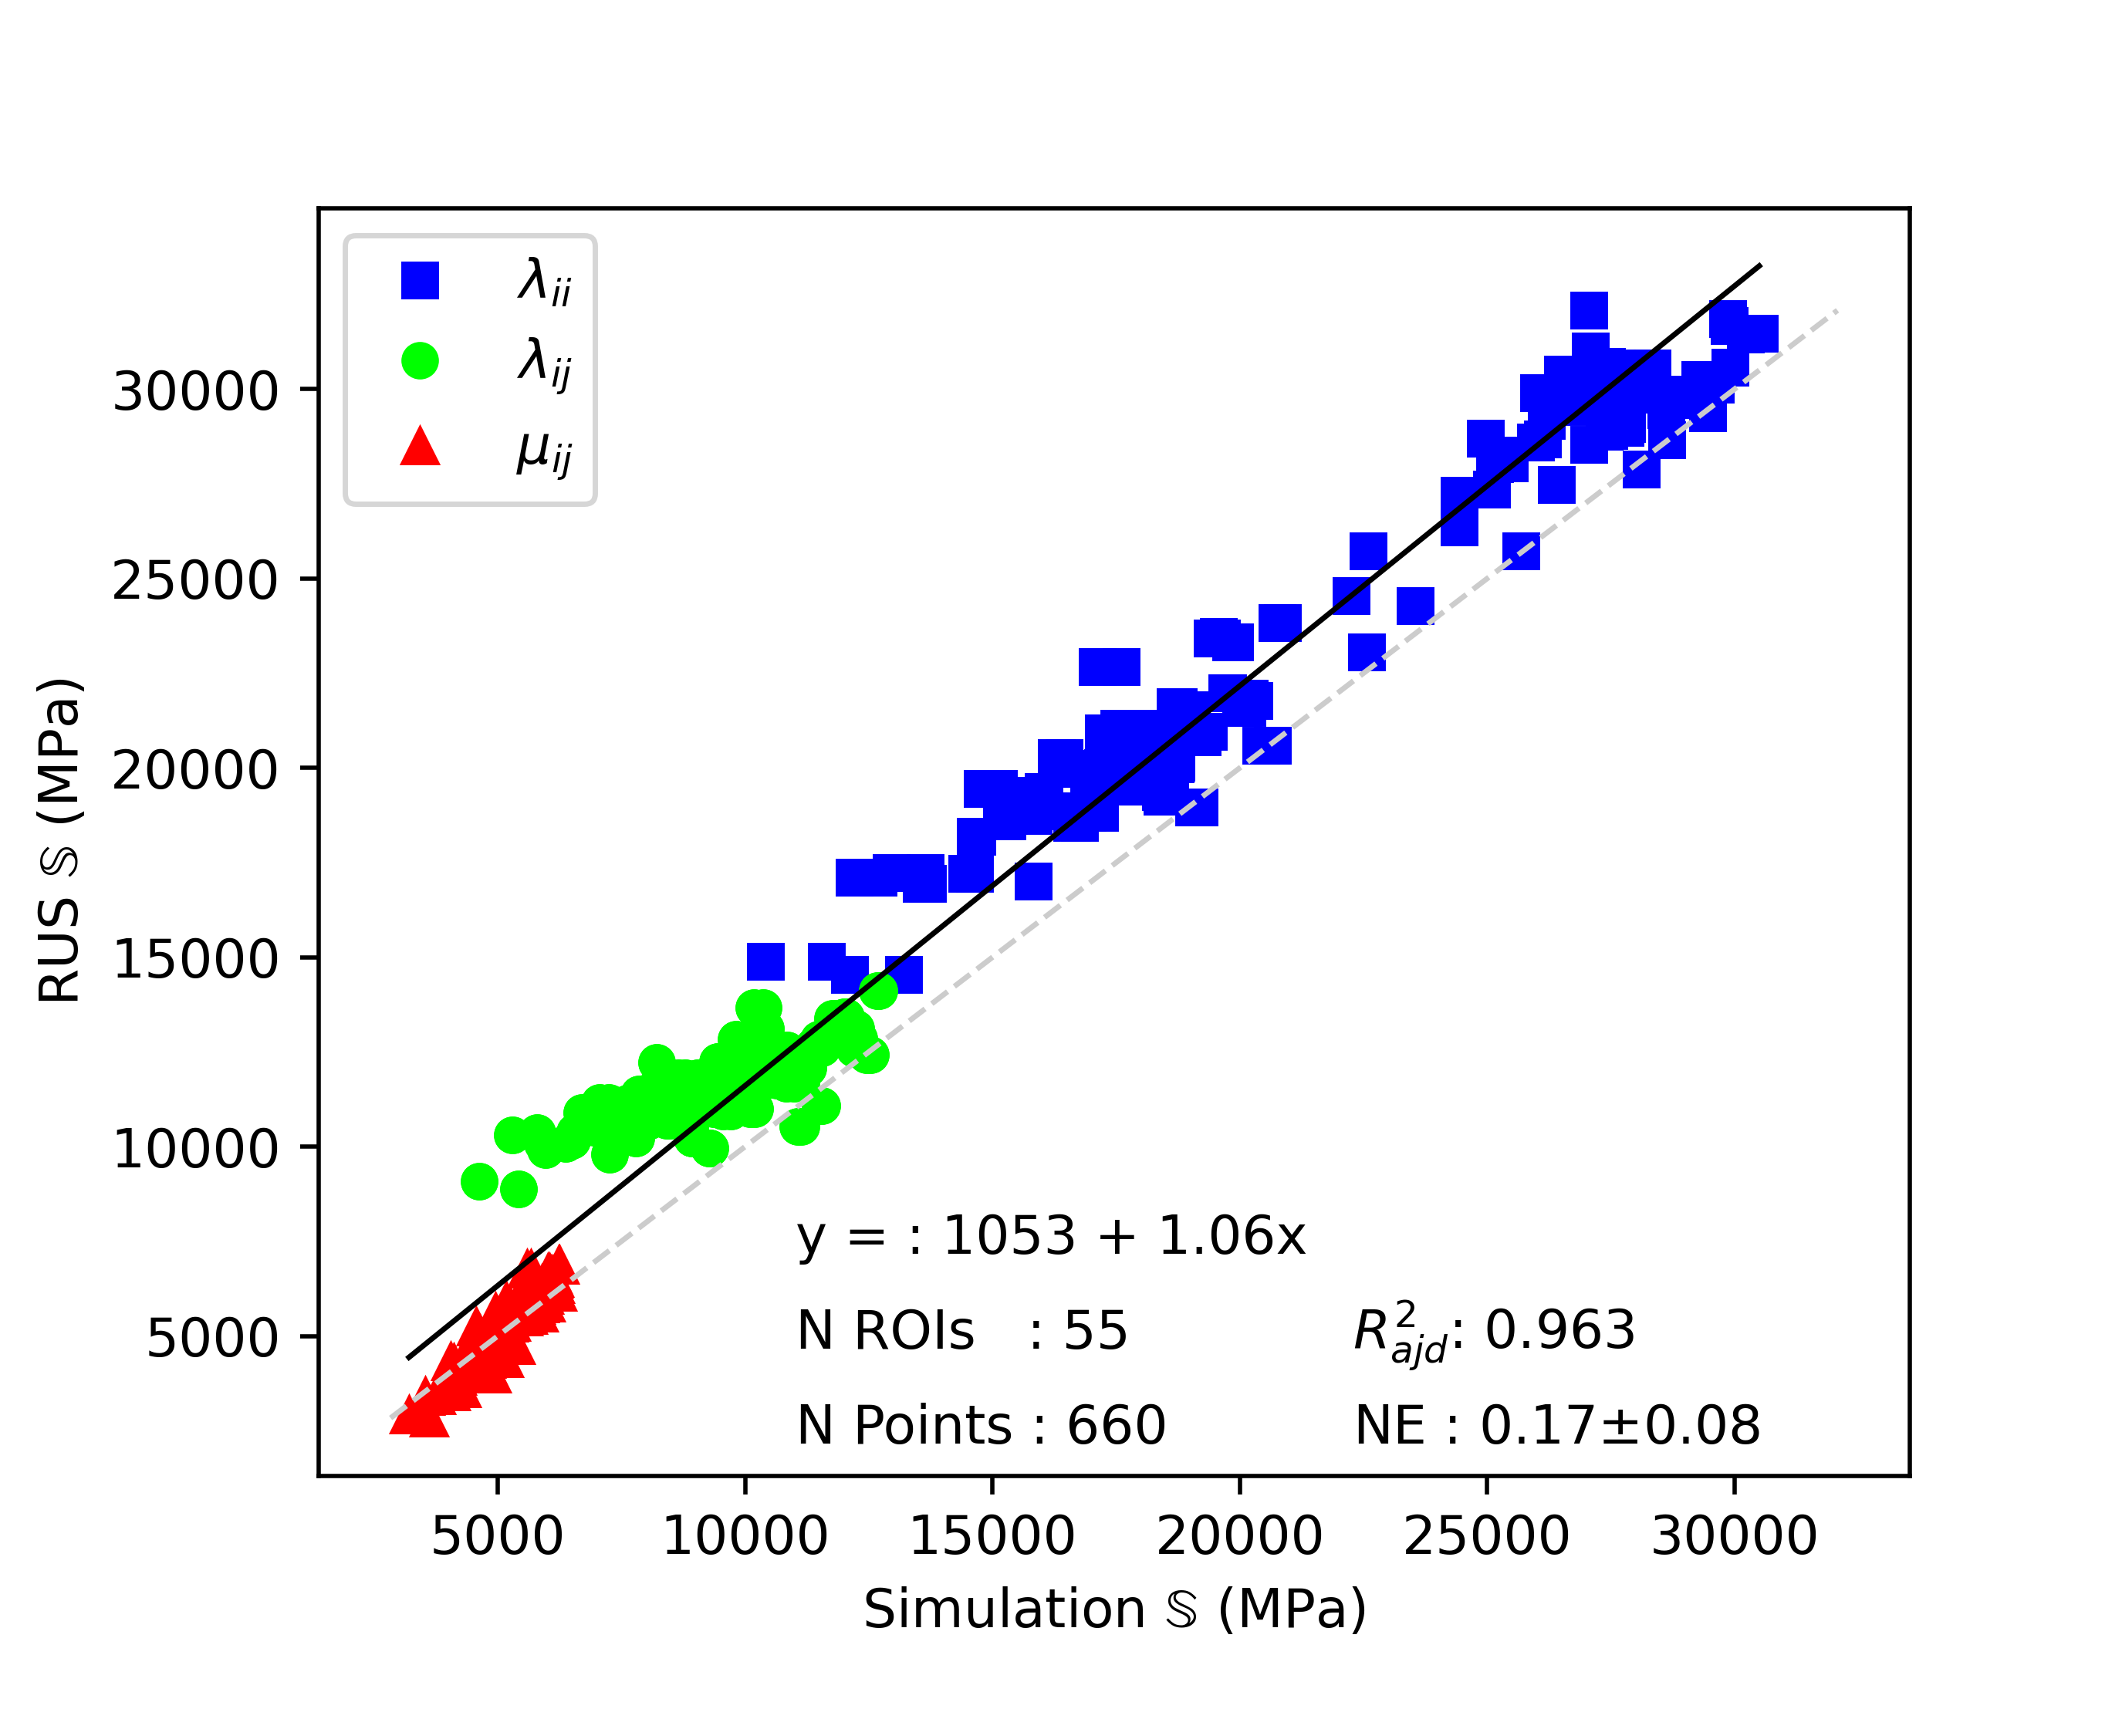 λii
λij
μij
30000
25000
20000
15000
10000
5000
RUS 𝕊 (MPa)
y = : 1053 + 1.06x
N ROIs : 55
R²ajd: 0.963
N Points : 660
NE : 0.17±0.08
5000 10000 15000 20000 25000 30000
Simulation 𝕊 (MPa)